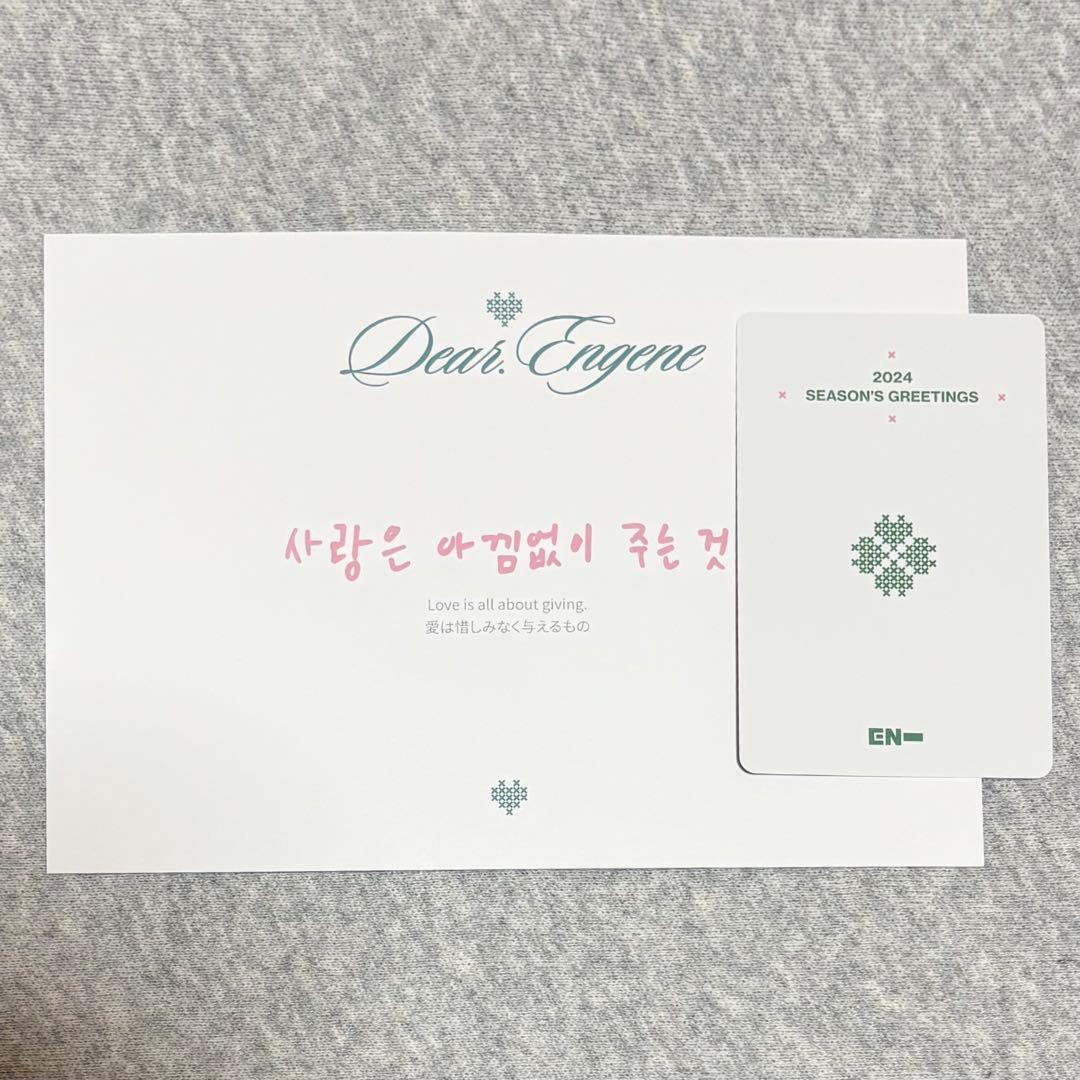 Dear. Engene
사랑은 아낌없이 주는 것
Love is all about giving.
愛は惜しみなく与えるもの
2024
SEASON'S GREETINGS
EN-